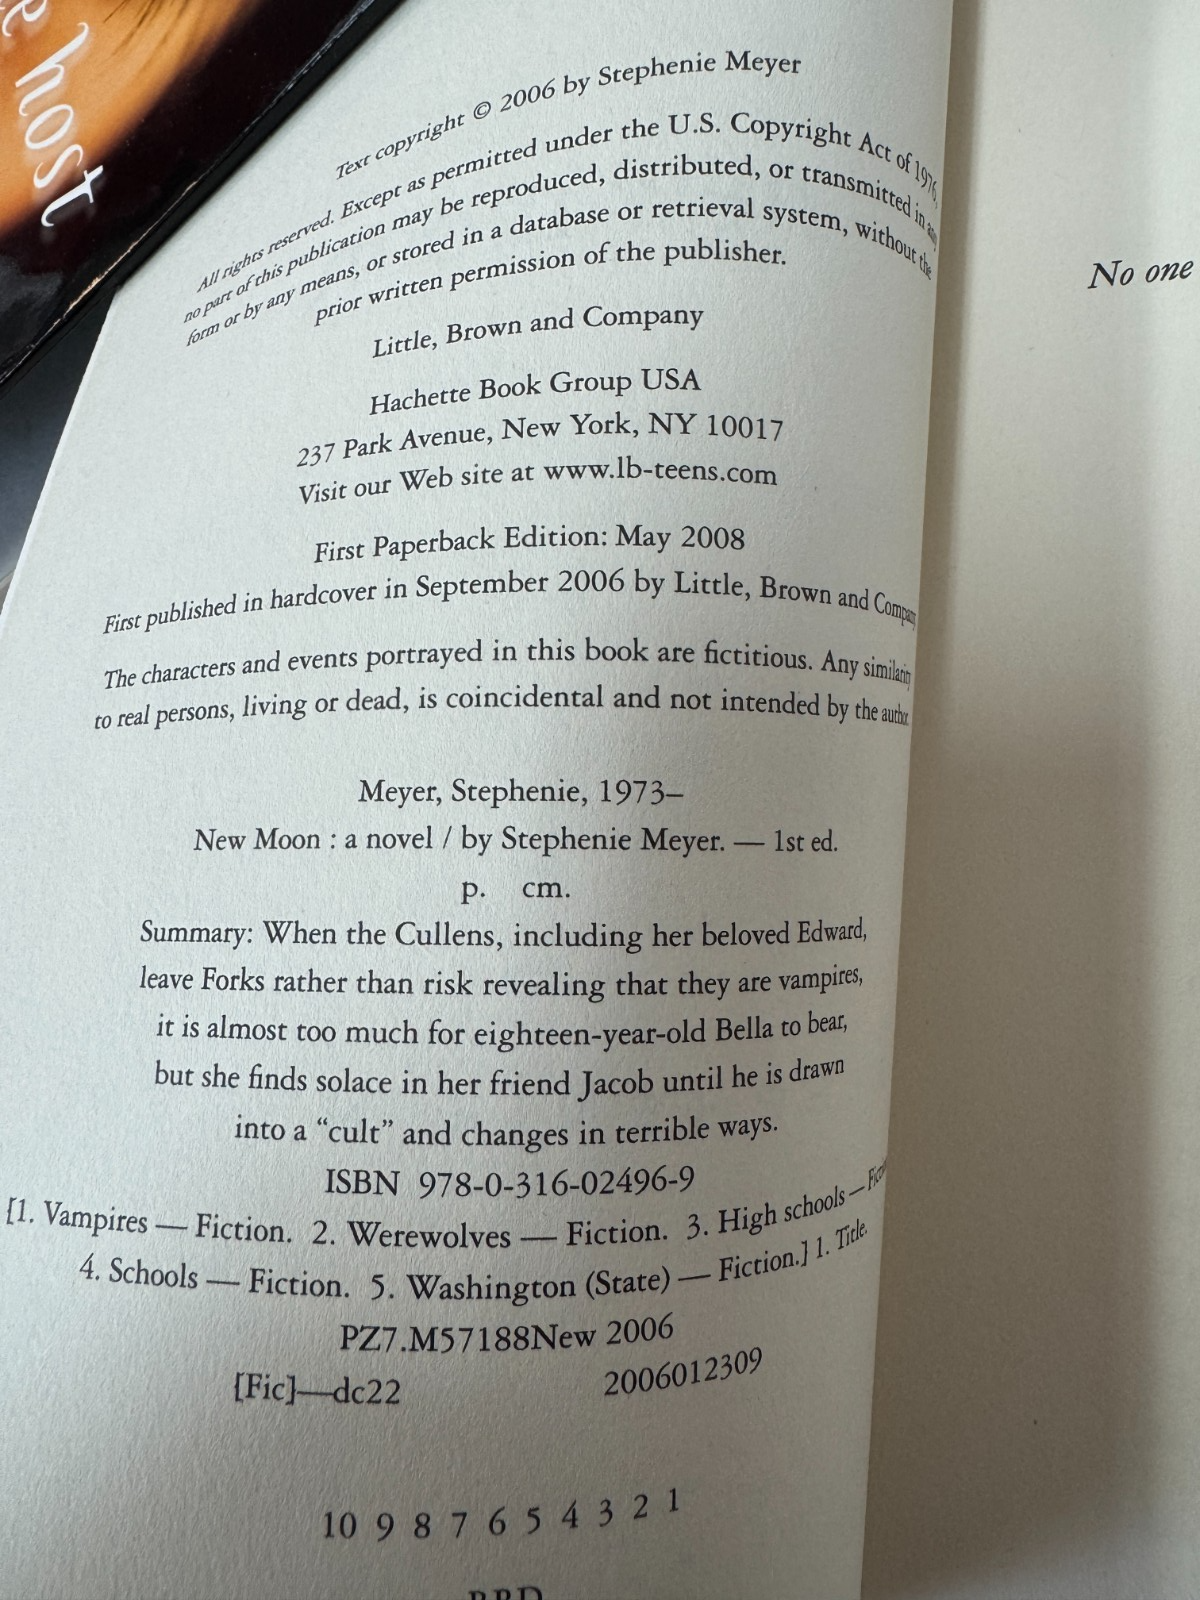 e host
Text copyright © 2006 by Stephenie Meyer
All rights reserved. Except as permitted under the U.S. Copyright Act of 1976,
no part of this publication may be reproduced, distributed, or transmitted in any
form or by any means, or stored in a database or retrieval system, without the
prior written permission of the publisher.
Little, Brown and Company
Hachette Book Group USA
237 Park Avenue, New York, NY 10017
Visit our Web site at www.lb-teens.com
First Paperback Edition: May 2008
First published in hardcover in September 2006 by Little, Brown and Company
The characters and events portrayed in this book are fictitious. Any similarity
to real persons, living or dead, is coincidental and not intended by the author.
Meyer, Stephenie, 1973–
New Moon : a novel / by Stephenie Meyer. — 1st ed.
p. cm.
Summary: When the Cullens, including her beloved Edward,
leave Forks rather than risk revealing that they are vampires,
it is almost too much for eighteen-year-old Bella to bear,
but she finds solace in her friend Jacob until he is drawn
into a “cult” and changes in terrible ways.
ISBN 978-0-316-02496-9
[1. Vampires — Fiction. 2. Werewolves — Fiction. 3. High schools — Fiction.
4. Schools — Fiction. 5. Washington (State) — Fiction.] 1. Title.
PZ7.M57188New 2006
[Fic]—dc22 2006012309
10 9 8 7 6 5 4 3 2 1
No one